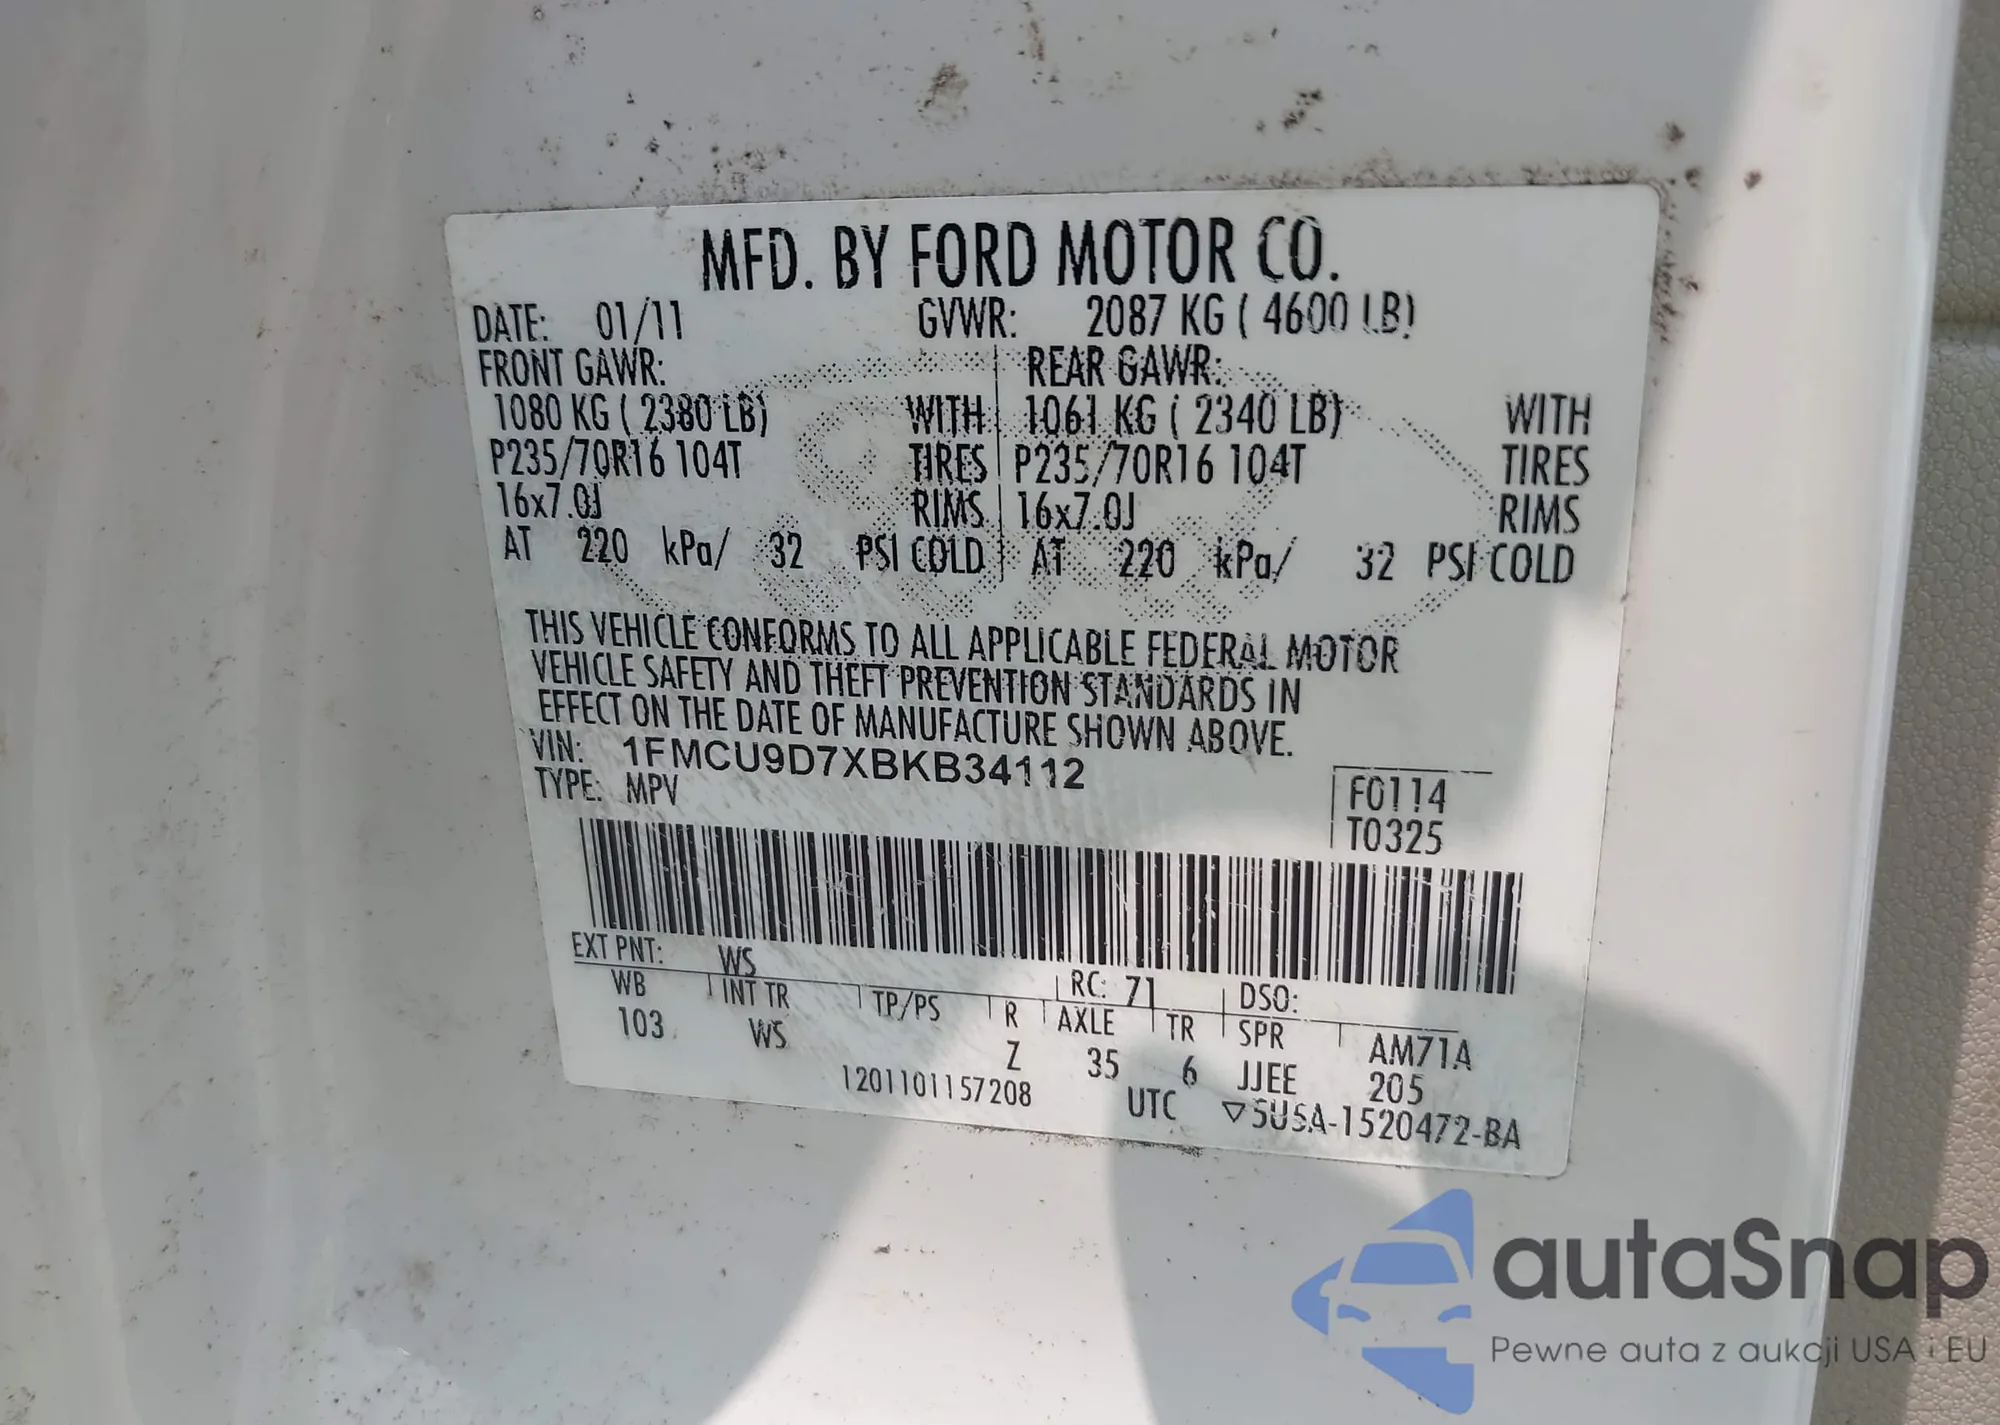 MFD. BY FORD MOTOR CO.
DATE: 01/11 GVWR: 2087 KG ( 4600 LB)
FRONT GAWR: REAR GAWR:
1080 KG ( 2380 LB) WITH 1061 KG ( 2340 LB) WITH
P235/70R16 104T TIRES P235/70R16 104T TIRES
16x7.0J RIMS 16x7.0J RIMS
AT 220 kPa/ 32 PSI COLD AT 220 kPa/ 32 PSI COLD
THIS VEHICLE CONFORMS TO ALL APPLICABLE FEDERAL MOTOR
VEHICLE SAFETY AND THEFT PREVENTION STANDARDS IN
EFFECT ON THE DATE OF MANUFACTURE SHOWN ABOVE.
VIN: 1FMCU9D7XBKB34112
TYPE: MPV
F0114
T0325
EXT PNT: WS RC: 71 DSO:
WB INT TR TP/PS R AXLE TR SPR AM71A
103 WS Z 35 6 JJEE 205
1201101157208 UTC ▽5U5A-1520472-BA
autaSnap
Pewne auta z aukcji USA i EU